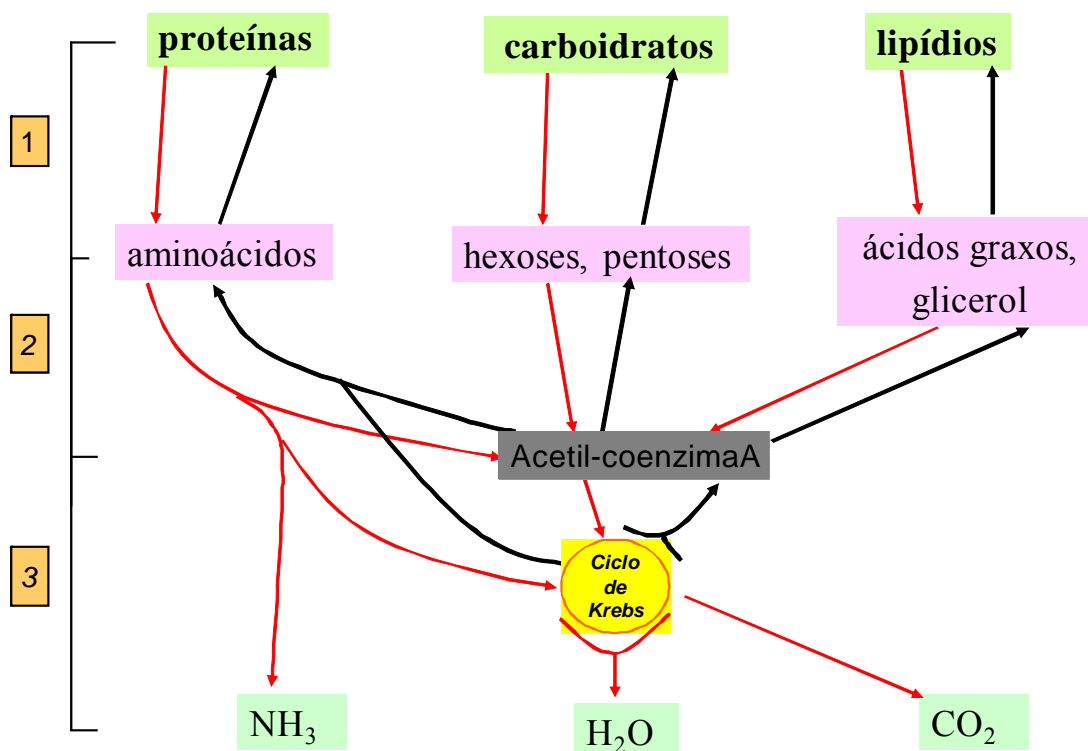 proteínas
carboidratos
lipídios
1
aminoácidos
hexoses, pentoses
ácidos graxos,
glicerol
2
Acetil-coenzimaA
3
Ciclo
de
Krebs
NH₃
H₂O
CO₂